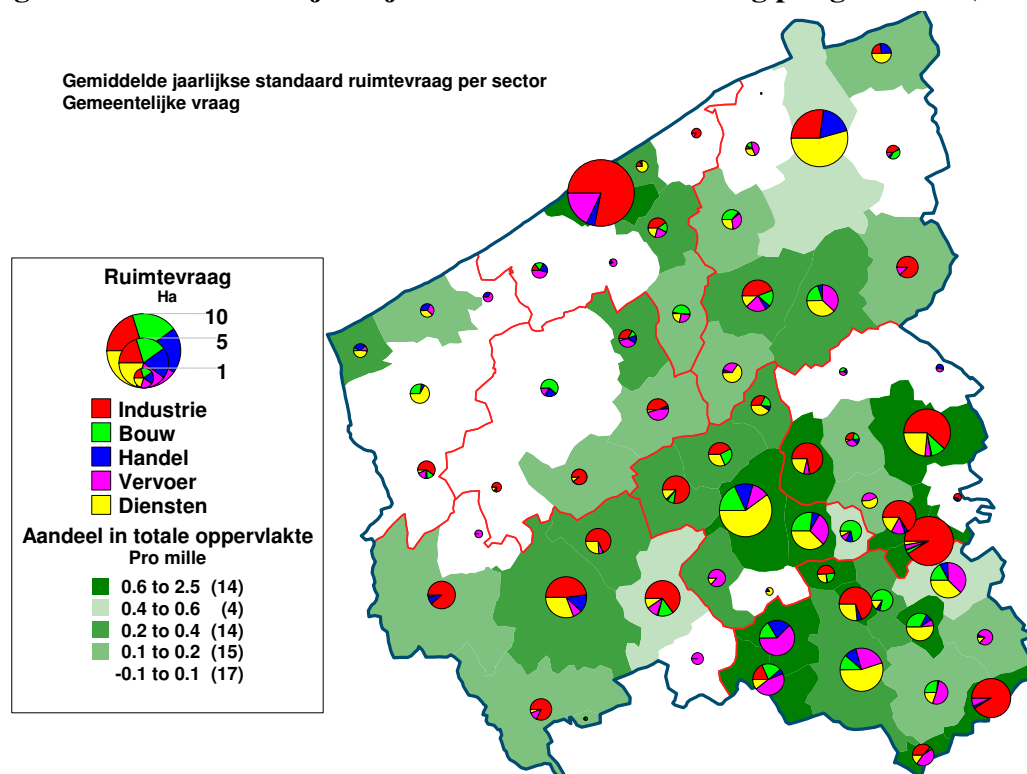 Gemiddelde jaarlijkse standaard ruimtevraag per sector
Gemeentelijke vraag
Ruimtevraag
Ha
10
5
1
Industrie
Bouw
Handel
Vervoer
Diensten
Aandeel in totale oppervlakte
Pro mille
0.6 to 2.5 (14)
0.4 to 0.6 (4)
0.2 to 0.4 (14)
0.1 to 0.2 (15)
-0.1 to 0.1 (17)